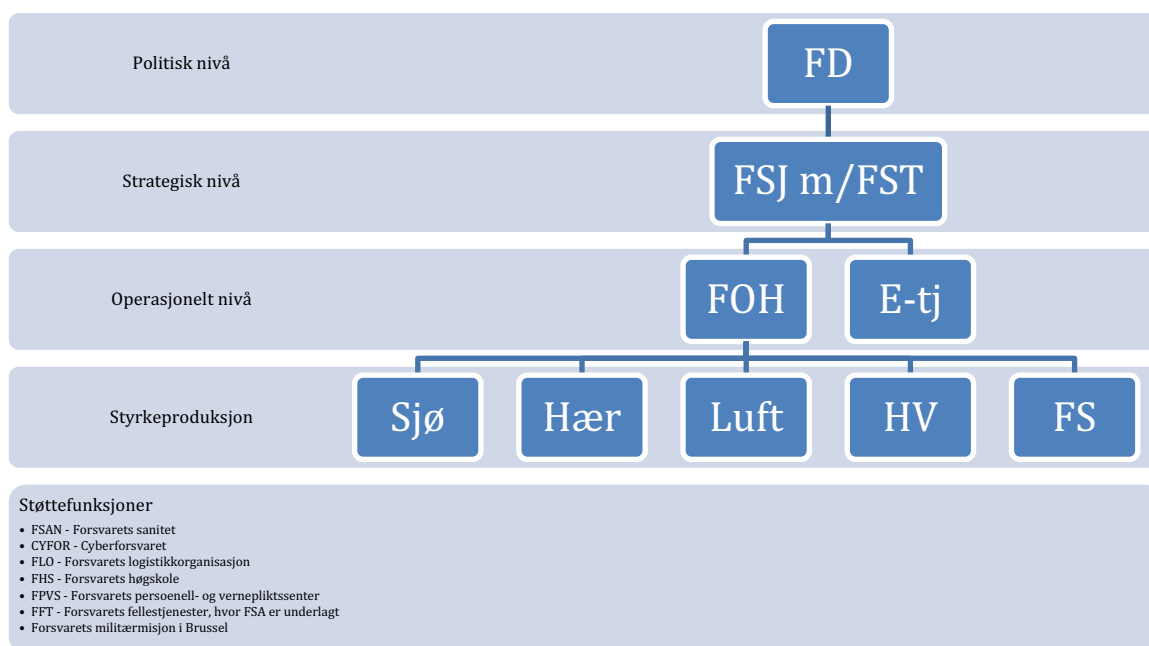 Politisk nivå
FD
Strategisk nivå
FSJ m/FST
Operasjonelt nivå
FOH
E-tj
Styrkeproduksjon
Sjø
Hær
Luft
HV
FS
Støttefunksjoner
• FSAN - Forsvarets sanitet
• CYFOR - Cyberforsvaret
• FLO - Forsvarets logistikkorganisasjon
• FHS - Forsvarets høgskole
• FPVS - Forsvarets persoenell- og vernepliktssenter
• FFT - Forsvarets fellestjenester, hvor FSA er underlagt
• Forsvarets militærmisjon i Brussel